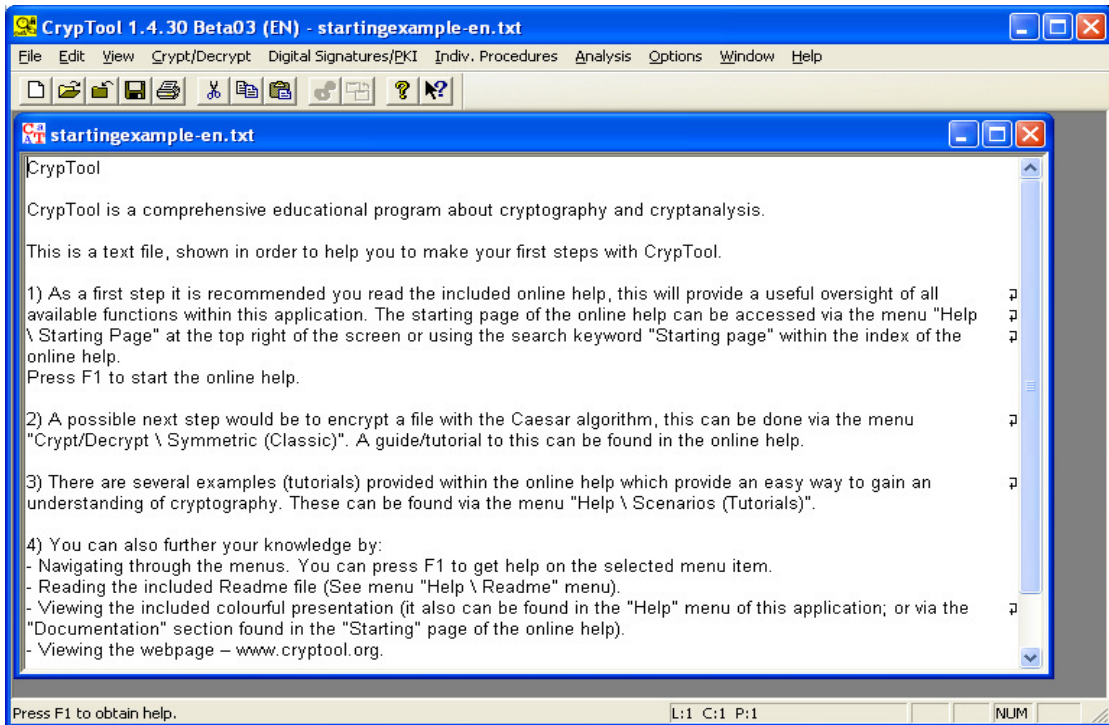 CrypTool 1.4.30 Beta03 (EN) - startingexample-en.txt
File Edit View Crypt/Decrypt Digital Signatures/PKI Indiv. Procedures Analysis Options Window Help
startingexample-en.txt
CrypTool
CrypTool is a comprehensive educational program about cryptography and cryptanalysis.
This is a text file, shown in order to help you to make your first steps with CrypTool.
1) As a first step it is recommended you read the included online help, this will provide a useful oversight of all
available functions within this application. The starting page of the online help can be accessed via the menu "Help
\ Starting Page" at the top right of the screen or using the search keyword "Starting page" within the index of the
online help.
Press F1 to start the online help.
2) A possible next step would be to encrypt a file with the Caesar algorithm, this can be done via the menu
"Crypt/Decrypt \ Symmetric (Classic)". A guide/tutorial to this can be found in the online help.
3) There are several examples (tutorials) provided within the online help which provide an easy way to gain an
understanding of cryptography. These can be found via the menu "Help \ Scenarios (Tutorials)".
4) You can also further your knowledge by:
- Navigating through the menus. You can press F1 to get help on the selected menu item.
- Reading the included Readme file (See menu "Help \ Readme" menu).
- Viewing the included colourful presentation (it also can be found in the "Help" menu of this application; or via the
"Documentation" section found in the "Starting" page of the online help).
- Viewing the webpage – www.cryptool.org.
Press F1 to obtain help. L:1 C:1 P:1 NUM